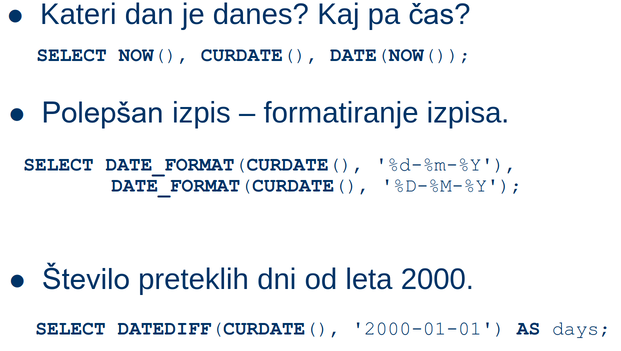 ● Kateri dan je danes? Kaj pa čas?
SELECT NOW(), CURDATE(), DATE(NOW());
● Polepšan izpis – formatiranje izpisa.
SELECT DATE_FORMAT(CURDATE(), '%d-%m-%Y'),
DATE_FORMAT(CURDATE(), '%D-%M-%Y');
● Število preteklih dni od leta 2000.
SELECT DATEDIFF(CURDATE(), '2000-01-01') AS days;